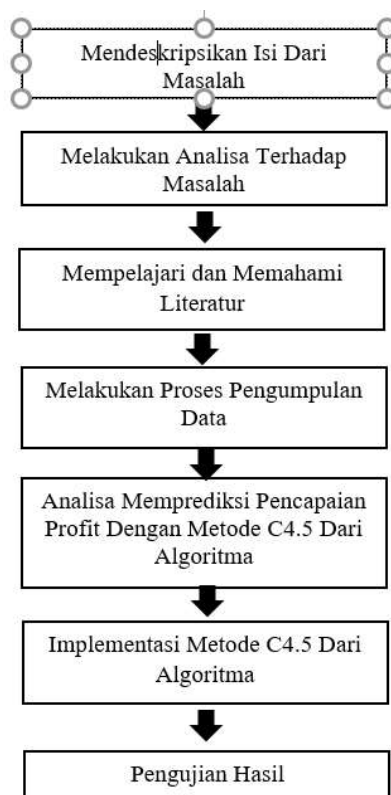 Mendeskripsikan Isi Dari
Masalah
Melakukan Analisa Terhadap
Masalah
Mempelajari dan Memahami
Literatur
Melakukan Proses Pengumpulan
Data
Analisa Memprediksi Pencapaian
Profit Dengan Metode C4.5 Dari
Algoritma
Implementasi Metode C4.5 Dari
Algoritma
Pengujian Hasil